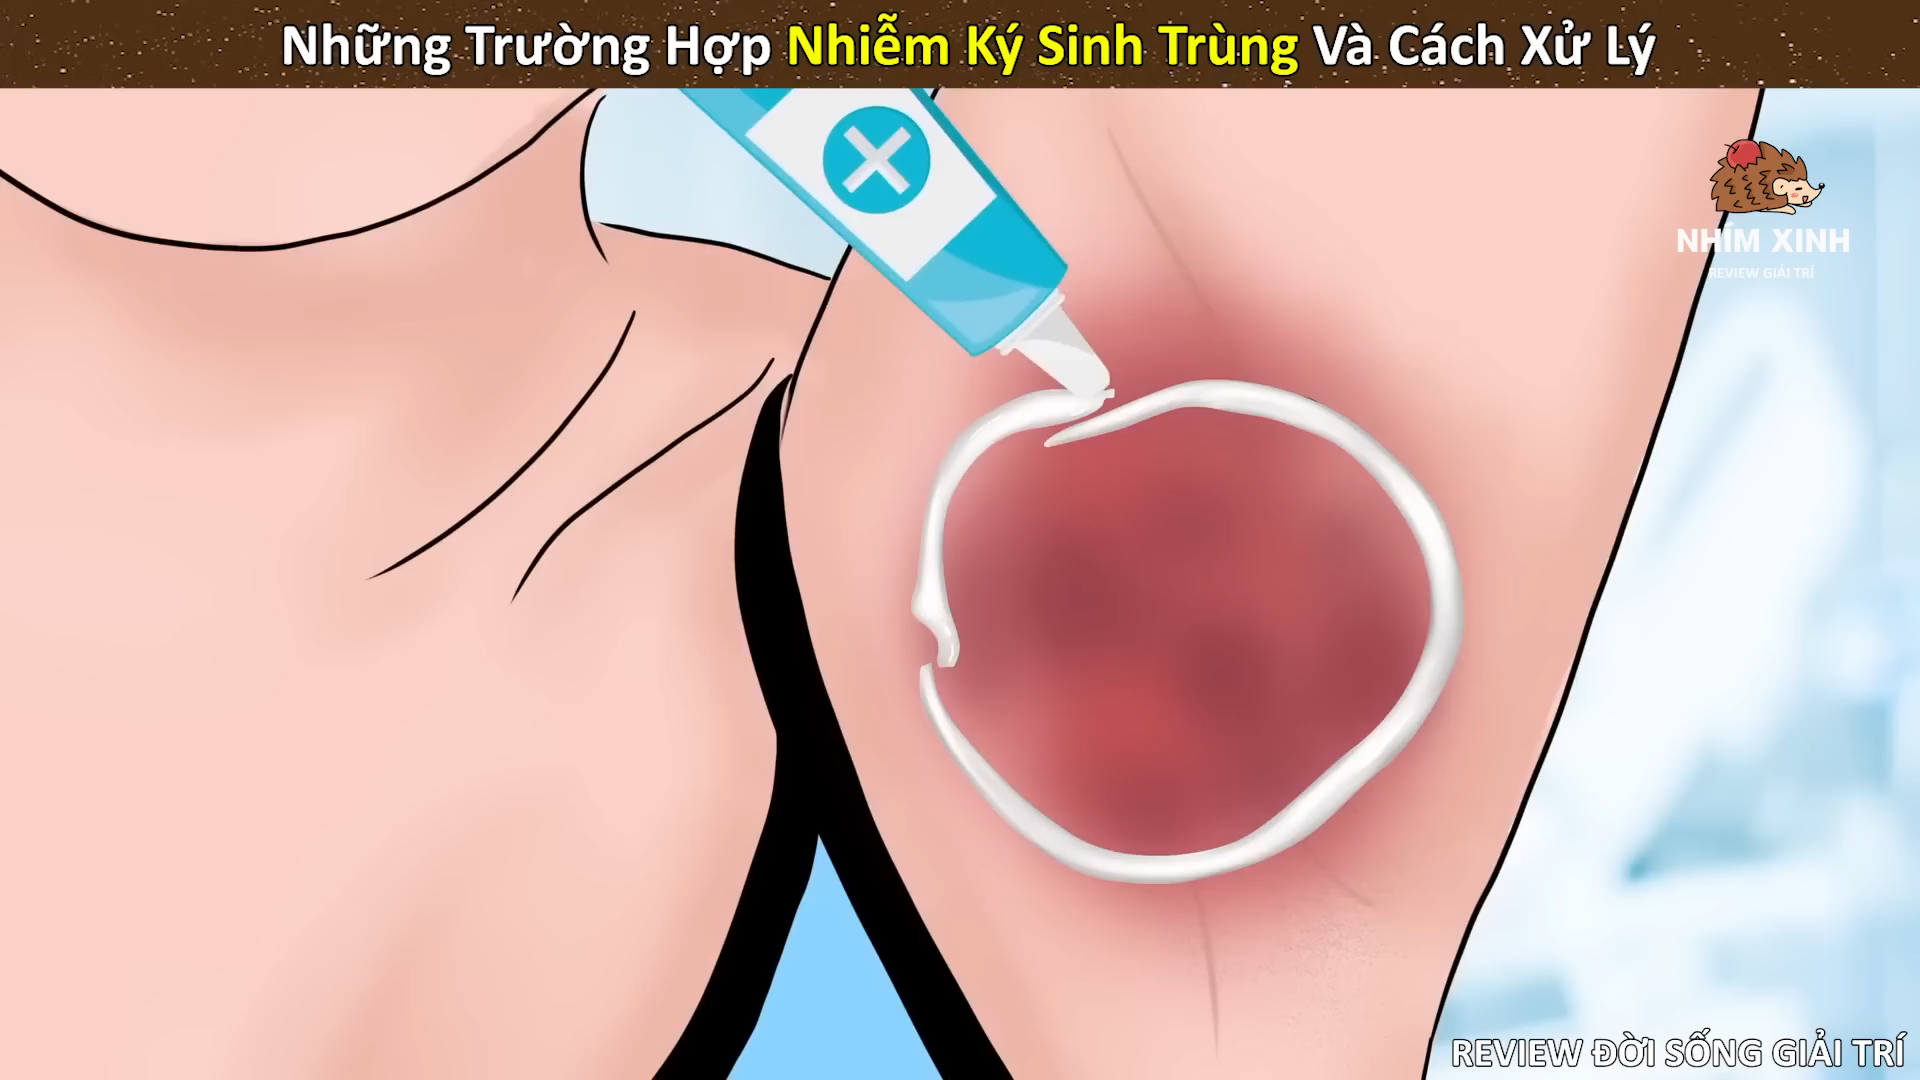 Những Trường Hợp Nhiễm Ký Sinh Trùng Và Cách Xử Lý
NHÍM XINH
REVIEW GIẢI TRÍ
REVIEW ĐỜI SỐNG GIẢI TRÍ